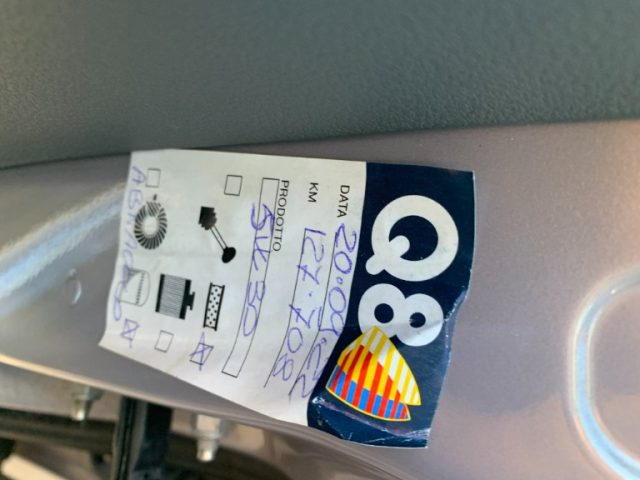 Q8
DATA 20.09.22
KM 127.708
PRODOTTO
5W30